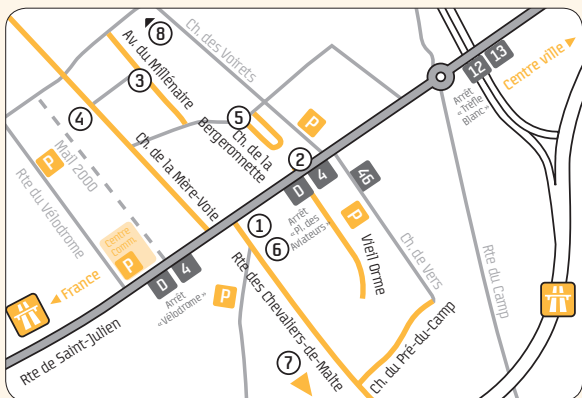 8
Av. du Millénaire
Ch. des Voirets
12
13
Centre ville
Arrêt
«Trèfle
Blanc»
3
5
P
4
Ch. de la
Bergeronnette
2
Mail 2000
P
Rte du Vélodrome
Ch. de la Mère-Voie
D
4
46
Arrêt
«Pl. des
Aviateurs»
P
1
6
Vieil Orme
Ch. de Vers
Rte du Camp
Centre
Comm.
P
D
4
Arrêt
«Vélodrome»
P
France
Rte de Saint-Julien
Rte des Chevaliers-de-Malte
Ch. du Pré-du-Camp
7